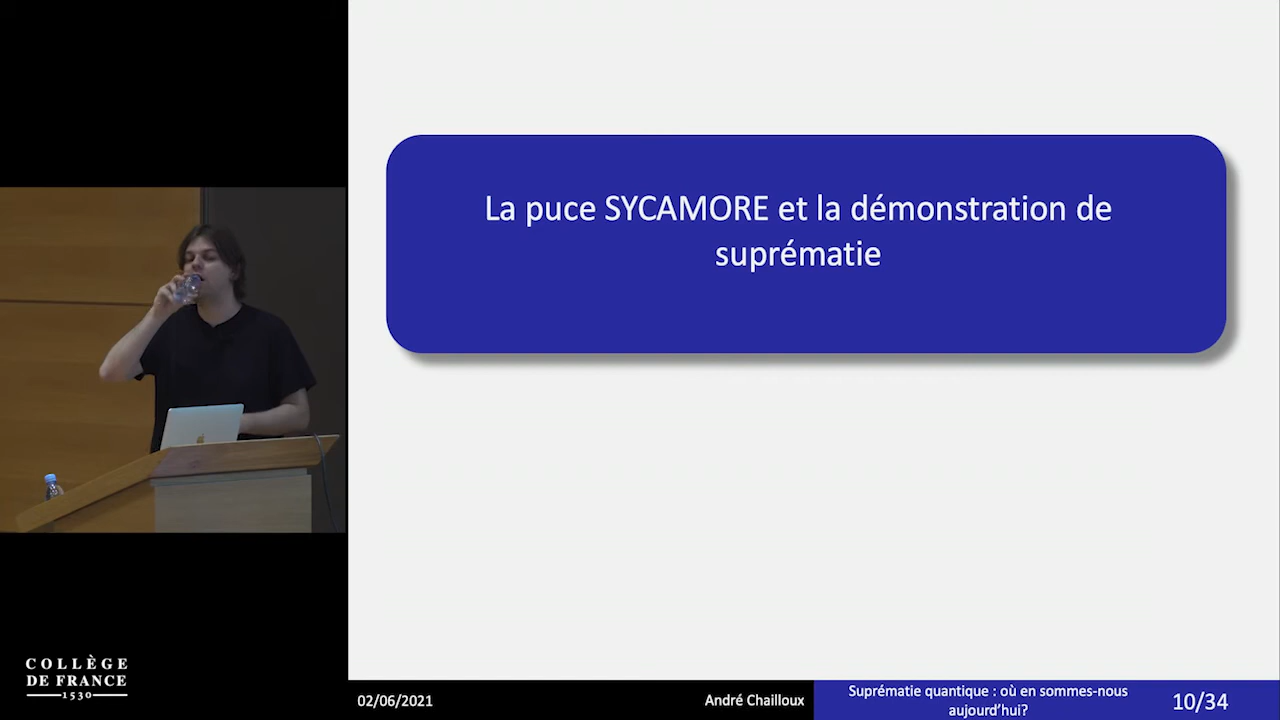 La puce SYCAMORE et la démonstration de
suprématie
COLLÈGE
DE FRANCE
1530
02/06/2021
André Chailloux
Suprématie quantique : où en sommes-nous
aujourd'hui?
10/34